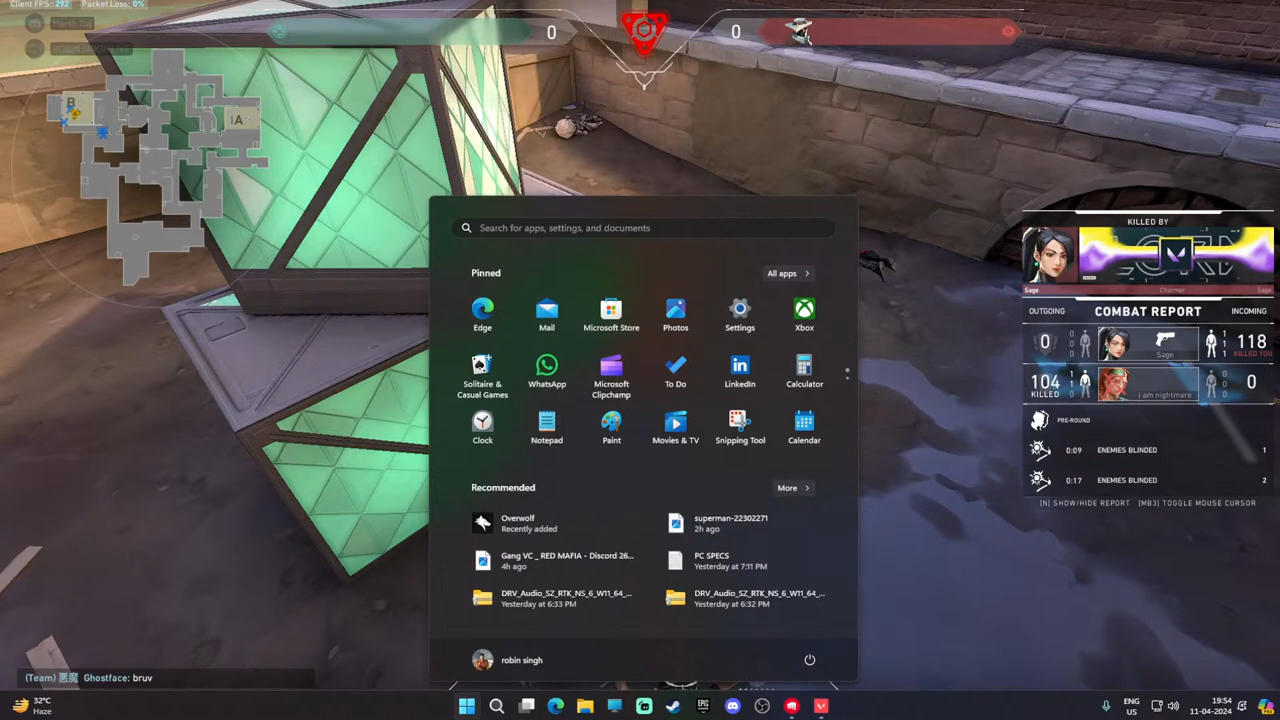 Client FPS: 292 Packet Loss: 0%
0
0
B
A
KILLED BY
Sage
Charmer
Sage
OUTGOING
COMBAT REPORT
INCOMING
0
Sage
118
KILLED YOU
104
KILLED
i am nightmare
0
PRE-ROUND
0:09 ENEMIES BLINDED 1
0:17 ENEMIES BLINDED 2
[N] SHOW/HIDE REPORT [MB3] TOGGLE MOUSE CURSOR
Search for apps, settings, and documents
Pinned
All apps
Edge
Mail
Microsoft Store
Photos
Settings
Xbox
Solitaire &
Casual Games
WhatsApp
Microsoft
Clipchamp
To Do
LinkedIn
Calculator
Clock
Notepad
Paint
Movies & TV
Snipping Tool
Calendar
Recommended
More
Overwolf
Recently added
superman-22302271
2h ago
Gang VC _ RED MAFIA - Discord 26...
4h ago
PC SPECS
Yesterday at 7:11 PM
DRV_Audio_SZ_RTK_NS_6_W11_64_...
Yesterday at 6:33 PM
DRV_Audio_SZ_RTK_NS_6_W11_64_...
Yesterday at 6:32 PM
robin singh
(Team) 悪魔 Ghostface: bruv
32°C
Haze
EPIC
ENG
US
19:54
11-04-2024